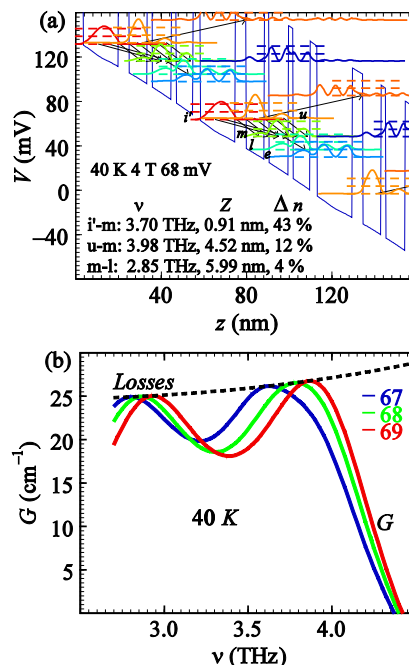 (a)
160
120
80
40
0
−40
V (mV)
i'
m
l
e
u
40 K 4 T 68 mV
ν Z Δ n
i'-m: 3.70 THz, 0.91 nm, 43 %
u-m: 3.98 THz, 4.52 nm, 12 %
m-l: 2.85 THz, 5.99 nm, 4 %
40 80 120
z (nm)
(b)
Losses
30
25
20
15
10
5
G (cm⁻¹)
67
68
69
40 K
G
3.0 3.5 4.0
ν (THz)